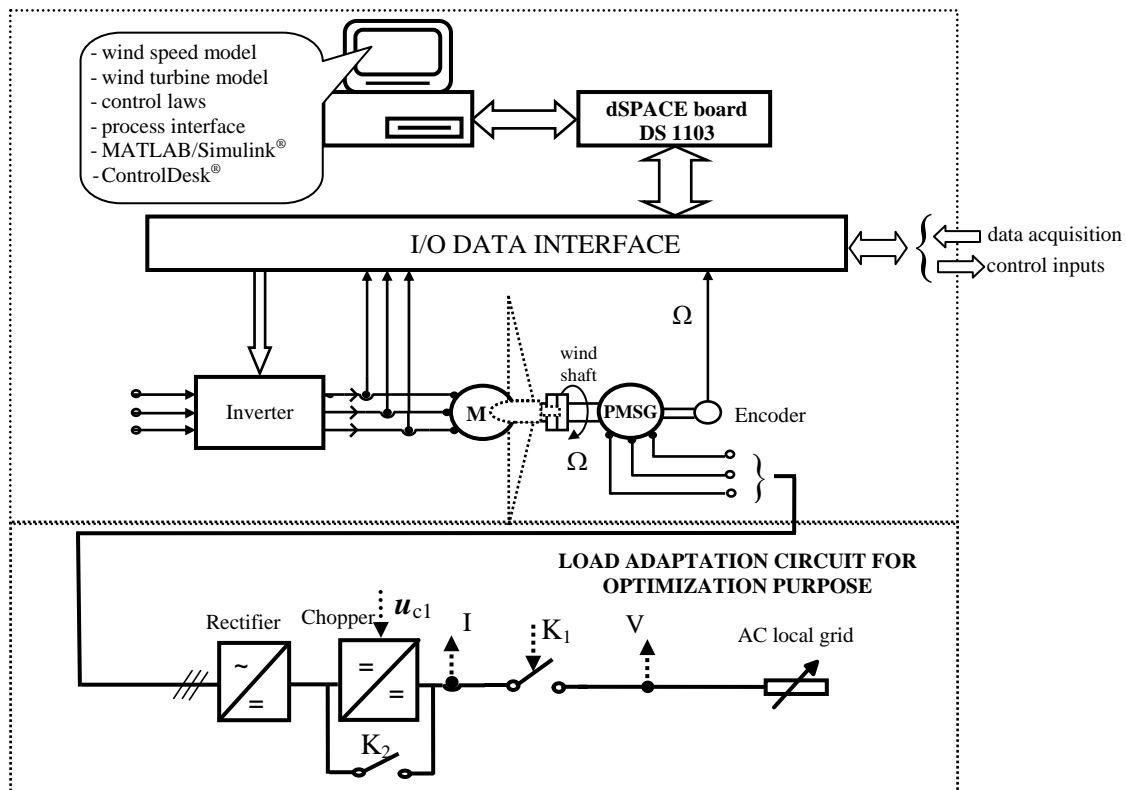 - wind speed model
- wind turbine model
- control laws
- process interface
- MATLAB/Simulink®
-ControlDesk®
dSPACE board
DS 1103
I/O DATA INTERFACE
data acquisition
control inputs
Ω
wind
shaft
Inverter
M
PMSG
Encoder
Ω
LOAD ADAPTATION CIRCUIT FOR
OPTIMIZATION PURPOSE
Rectifier
Chopper
u_c1
I
K₁
V
AC local grid
~
=
=
=
K₂